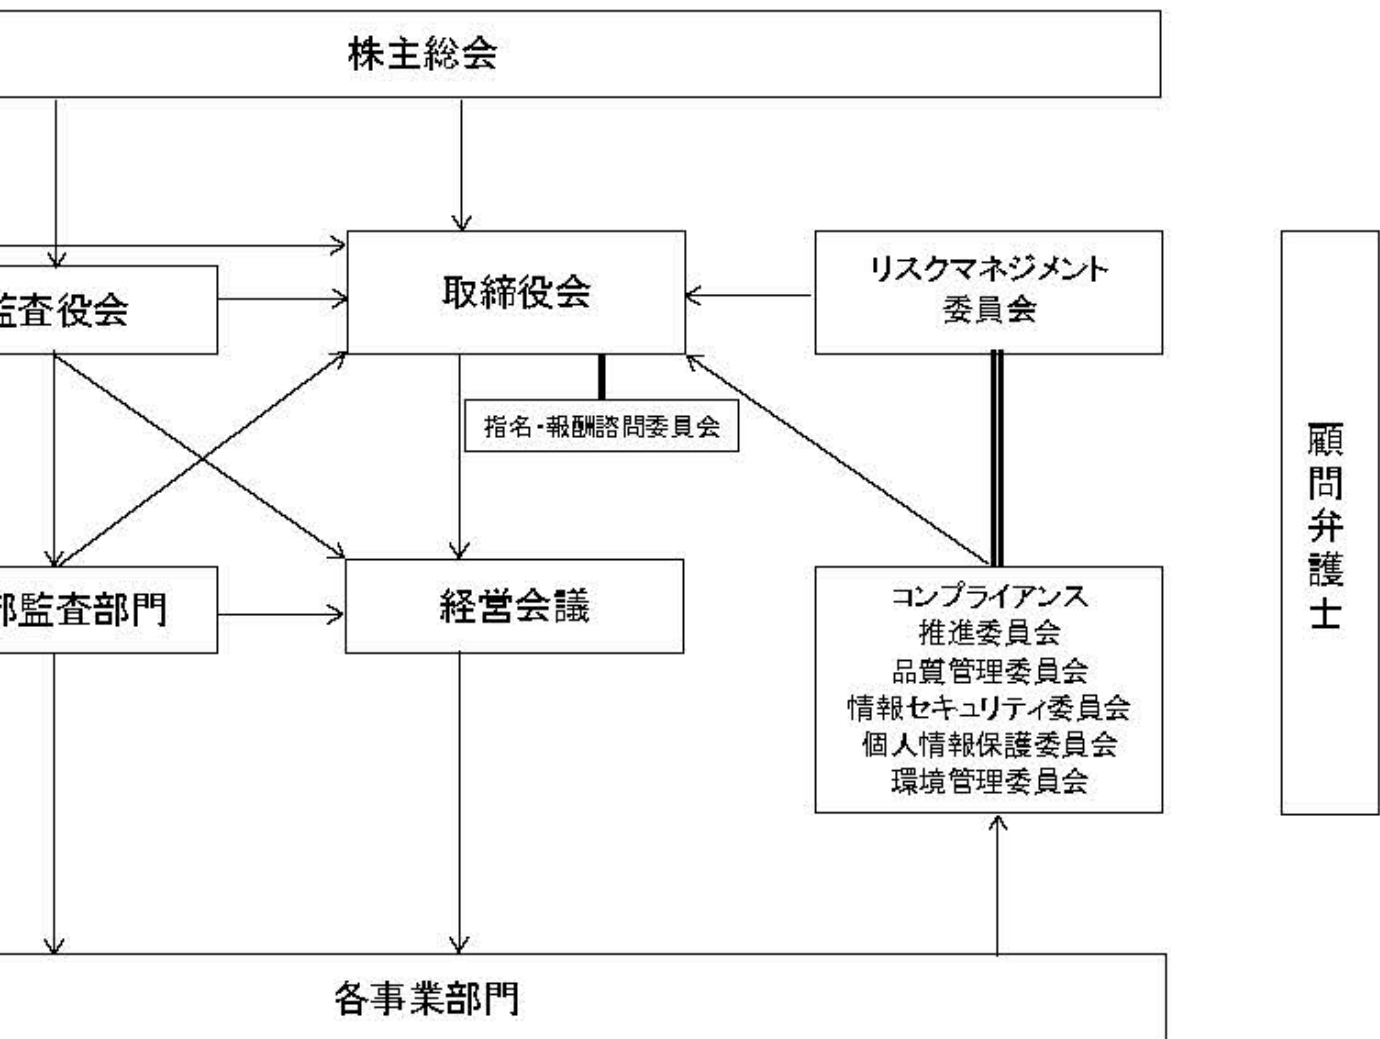 株主総会
監査役会
取締役会
リスクマネジメント
委員会
指名・報酬諮問委員会
顧問弁護士
部監査部門
経営会議
コンプライアンス
推進委員会
品質管理委員会
情報セキュリティ委員会
個人情報保護委員会
環境管理委員会
各事業部門